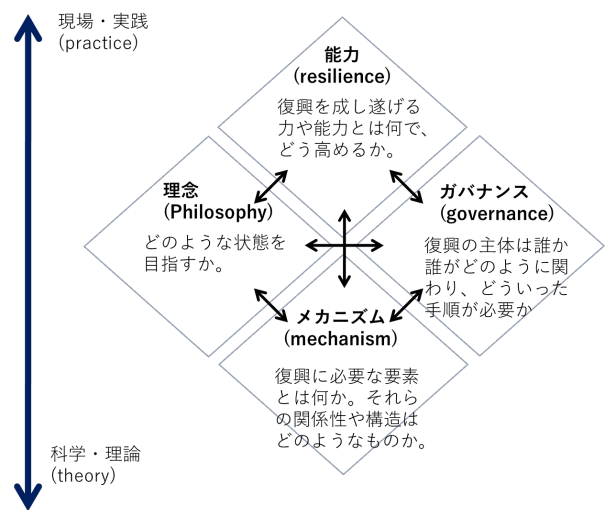 現場・実践
(practice)
能力
(resilience)
復興を成し遂げる
力や能力とは何で、
どう高めるか。
理念
(Philosophy)
どのような状態を
目指すか。
ガバナンス
(governance)
復興の主体は誰か
誰がどのように関
わり、どういった
手順が必要か
メカニズム
(mechanism)
復興に必要な要素
とは何か。それら
の関係性や構造は
どのようなものか。
科学・理論
(theory)